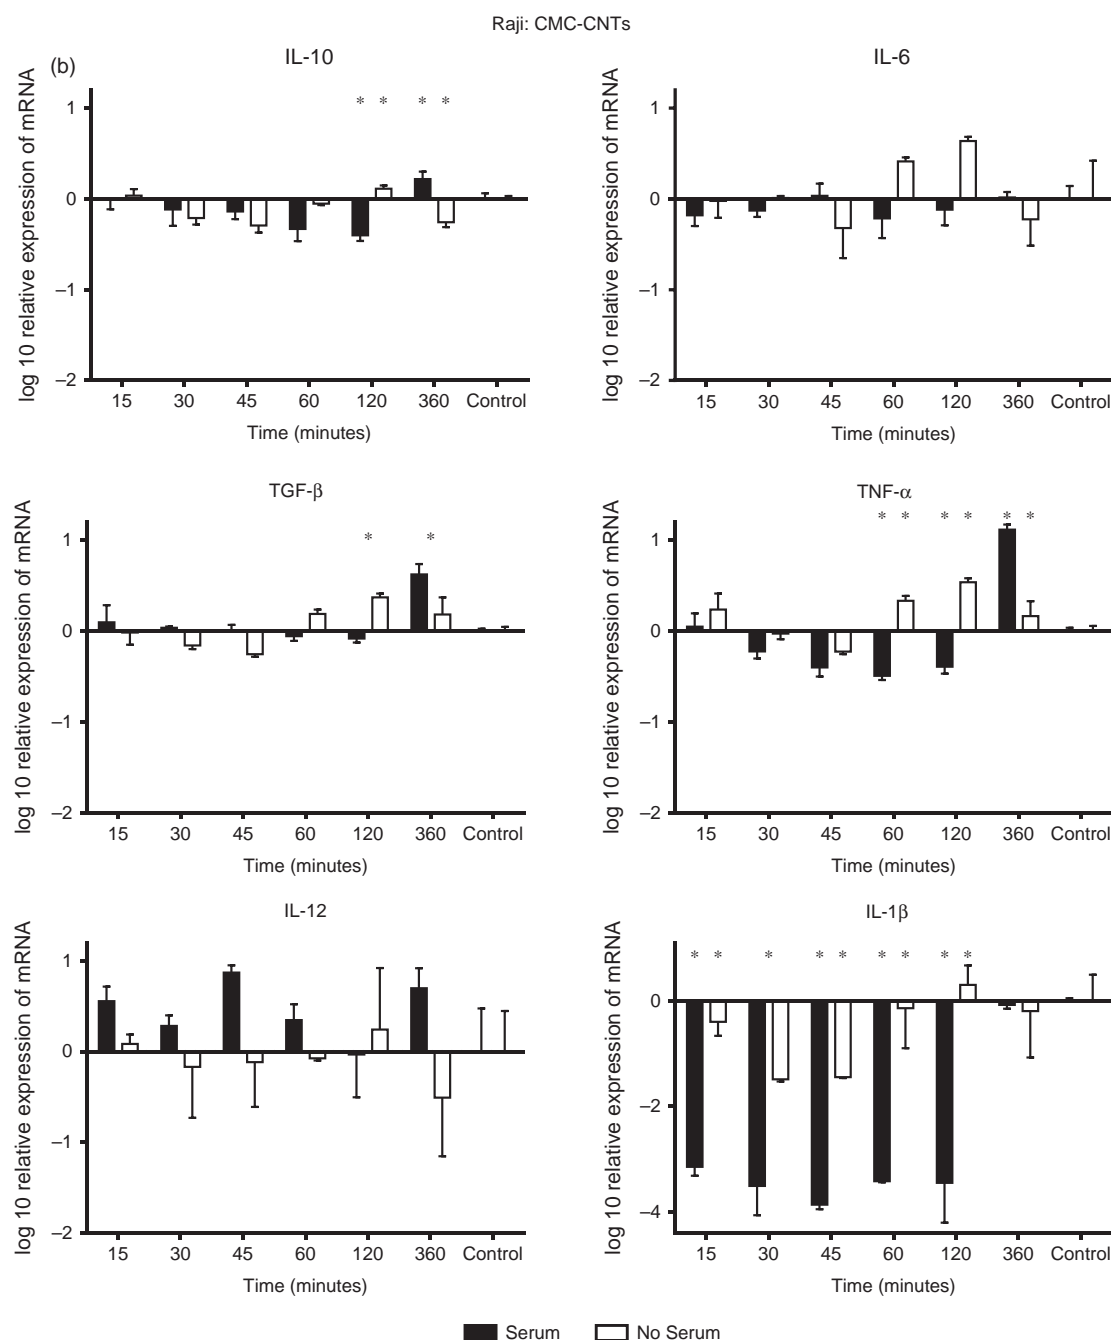 Raji: CMC-CNTs
(b)
IL-10
log 10 relative expression of mRNA
* * * *
1
0
–1
–2
15 30 45 60 120 360 Control
Time (minutes)
IL-6
log 10 relative expression of mRNA
1
0
–1
–2
15 30 45 60 120 360 Control
Time (minutes)
TGF-β
log 10 relative expression of mRNA
* *
1
0
–1
–2
15 30 45 60 120 360 Control
Time (minutes)
TNF-α
log 10 relative expression of mRNA
* * * * * *
1
0
–1
–2
15 30 45 60 120 360 Control
Time (minutes)
IL-12
log 10 relative expression of mRNA
1
0
–1
–2
15 30 45 60 120 360 Control
Time (minutes)
IL-1β
log 10 relative expression of mRNA
* * * * * * * * *
0
–2
–4
15 30 45 60 120 360 Control
Time (minutes)
Serum No Serum